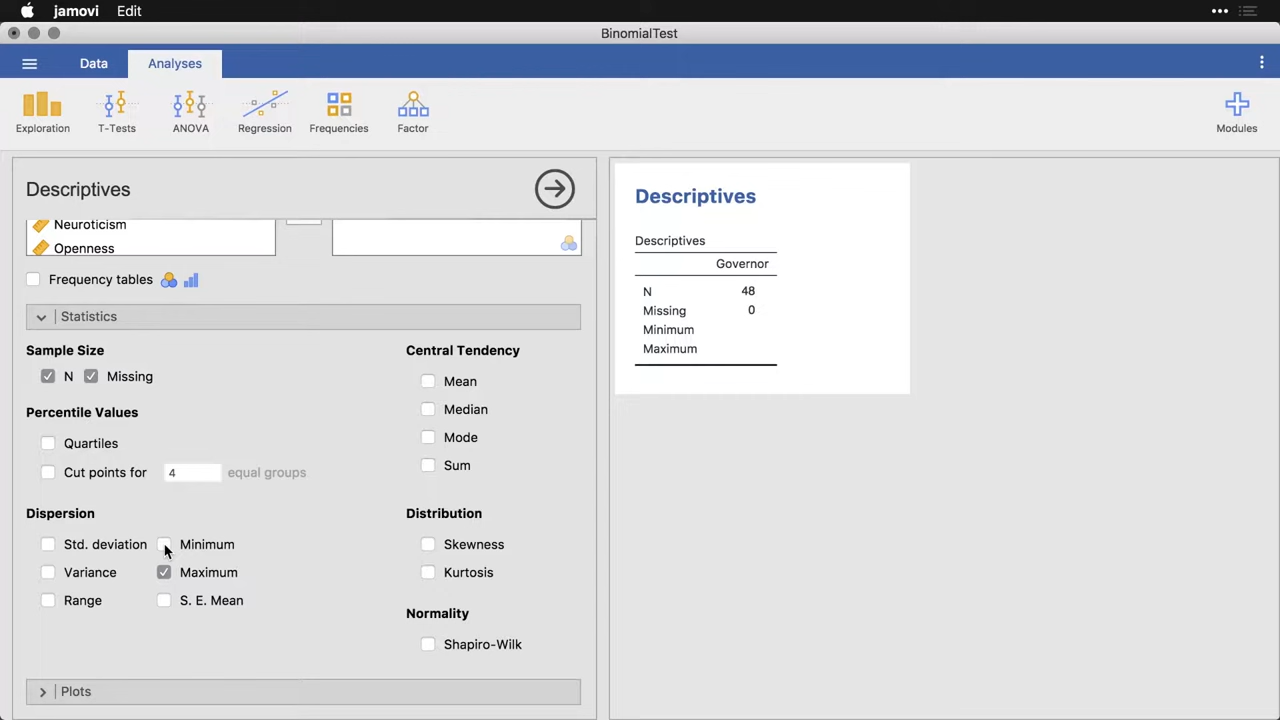 jamovi Edit
BinomialTest
Data Analyses
Exploration T-Tests ANOVA Regression Frequencies Factor Modules
Descriptives
Neuroticism
Openness
Frequency tables
Statistics
Sample Size
N Missing
Percentile Values
Quartiles
Cut points for 4 equal groups
Dispersion
Std. deviation Minimum
Variance Maximum
Range S. E. Mean
Central Tendency
Mean
Median
Mode
Sum
Distribution
Skewness
Kurtosis
Normality
Shapiro-Wilk
Plots
Descriptives
Descriptives
Governor
N 48
Missing 0
Minimum
Maximum